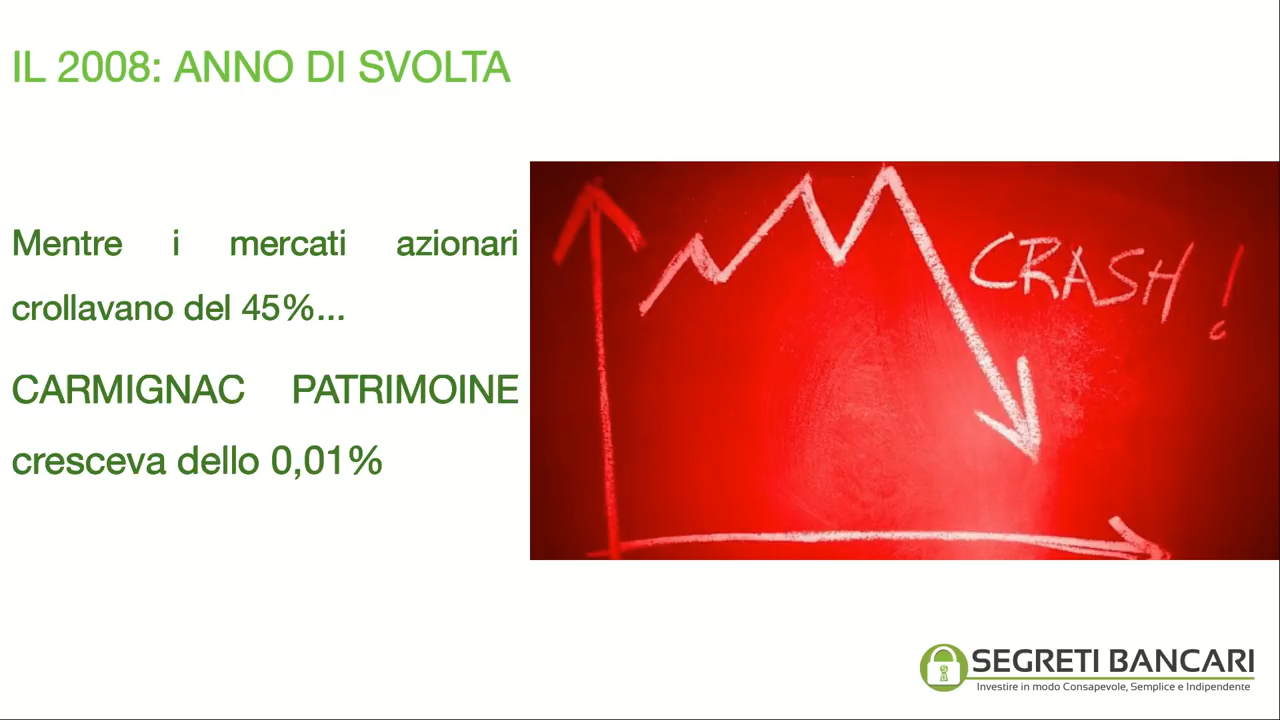 IL 2008: ANNO DI SVOLTA
Mentre i mercati azionari
crollavano del 45%...
CARMIGNAC PATRIMOINE
cresceva dello 0,01%
CRASH !
SEGRETI BANCARI
Investire in modo Consapevole, Semplice e Indipendente